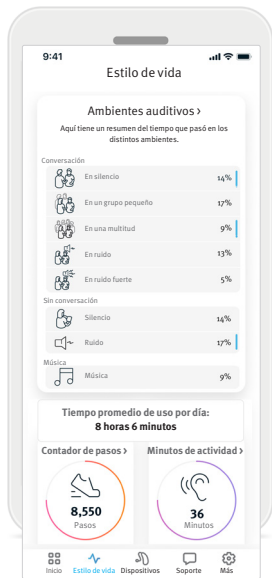 9:41
Estilo de vida
Ambientes auditivos >
Aquí tiene un resumen del tiempo que pasó en los
distintos ambientes.
Conversación
En silencio 14%
En un grupo pequeño 17%
En una multitud 9%
En ruido 13%
En ruido fuerte 5%
Sin conversación
Silencio 14%
Ruido 17%
Música
Música 9%
Tiempo promedio de uso por día:
8 horas 6 minutos
Contador de pasos > Minutos de actividad >
8,550 36
Pasos Minutos
Inicio Estilo de vida Dispositivos Soporte Más